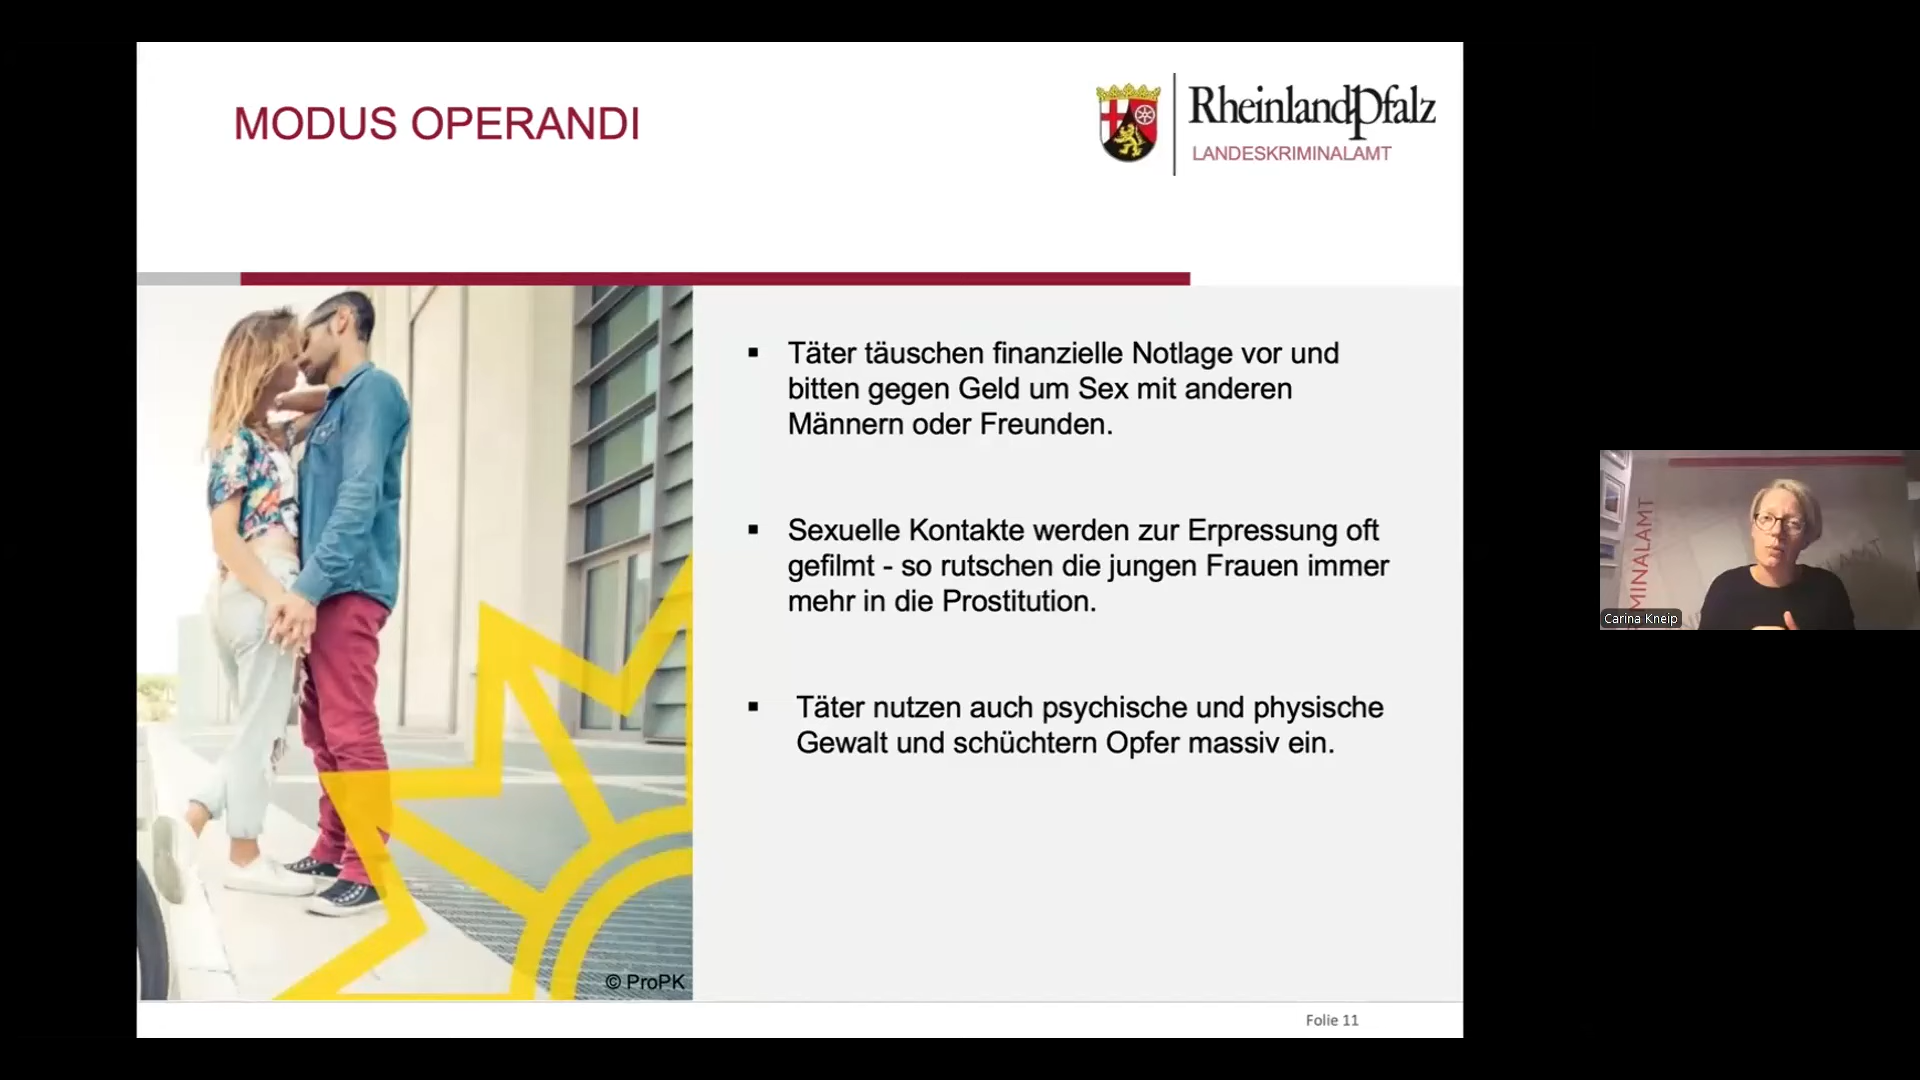 MODUS OPERANDI
RheinlandPfalz
LANDESKRIMINALAMT
▪ Täter täuschen finanzielle Notlage vor und
bitten gegen Geld um Sex mit anderen
Männern oder Freunden.
▪ Sexuelle Kontakte werden zur Erpressung oft
gefilmt - so rutschen die jungen Frauen immer
mehr in die Prostitution.
▪ Täter nutzen auch psychische und physische
Gewalt und schüchtern Opfer massiv ein.
© ProPK
Folie 11
MINALAMT
Carina Kneip